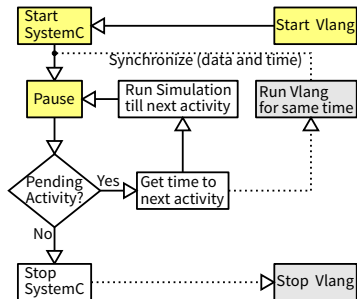 Start
SystemC
Start Vlang
Synchronize (data and time)
Pause
Run Simulation
till next activity
Run Vlang
for same time
Pending
Activity?
Yes
Get time to
next activity
No
Stop
SystemC
Stop Vlang